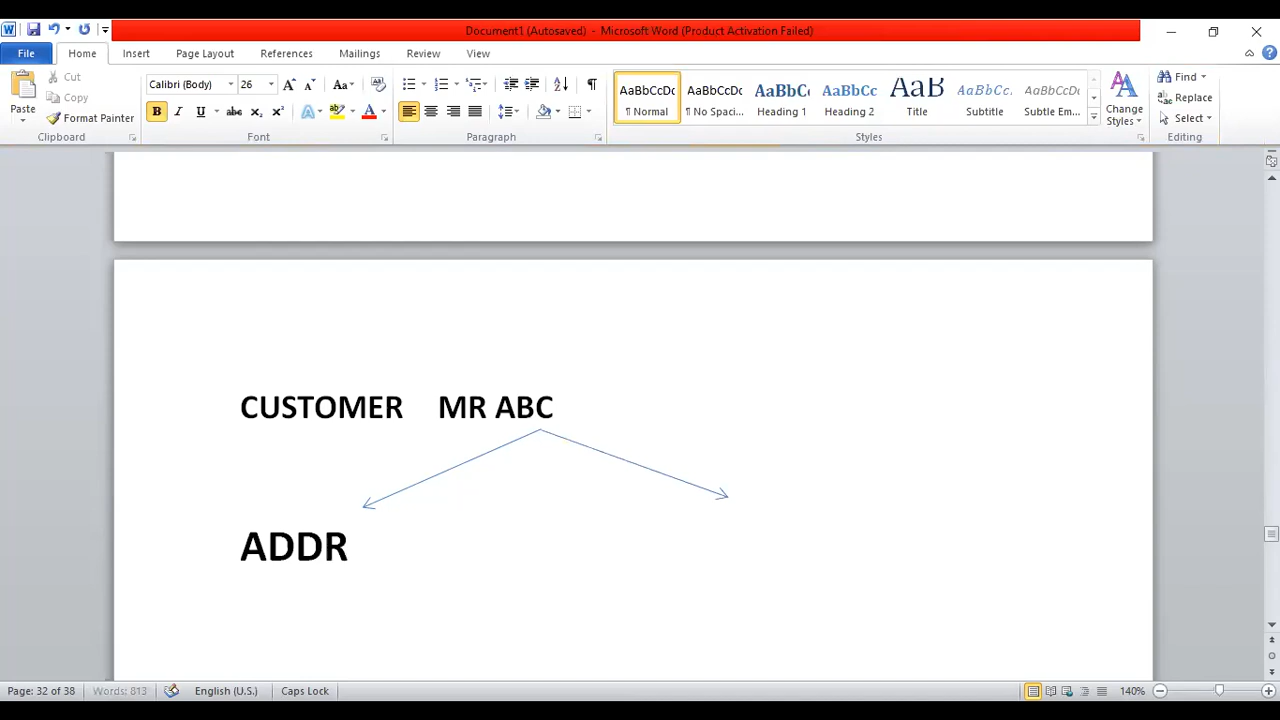 Document1 (Autosaved) - Microsoft Word (Product Activation Failed)
File Home Insert Page Layout References Mailings Review View
Paste
Cut
Copy
Format Painter
Clipboard
Calibri (Body) 26
Font
Paragraph
AaBbCcDc AaBbCcDc AaBbC AaBbCc AaB AaBbCc. AaBbCcDc
¶ Normal ¶ No Spaci... Heading 1 Heading 2 Title Subtitle Subtle Em...
Styles
Change
Styles
Find
Replace
Select
Editing
CUSTOMER MR ABC
ADDR
Page: 32 of 38 Words: 813 English (U.S.) Caps Lock 140%